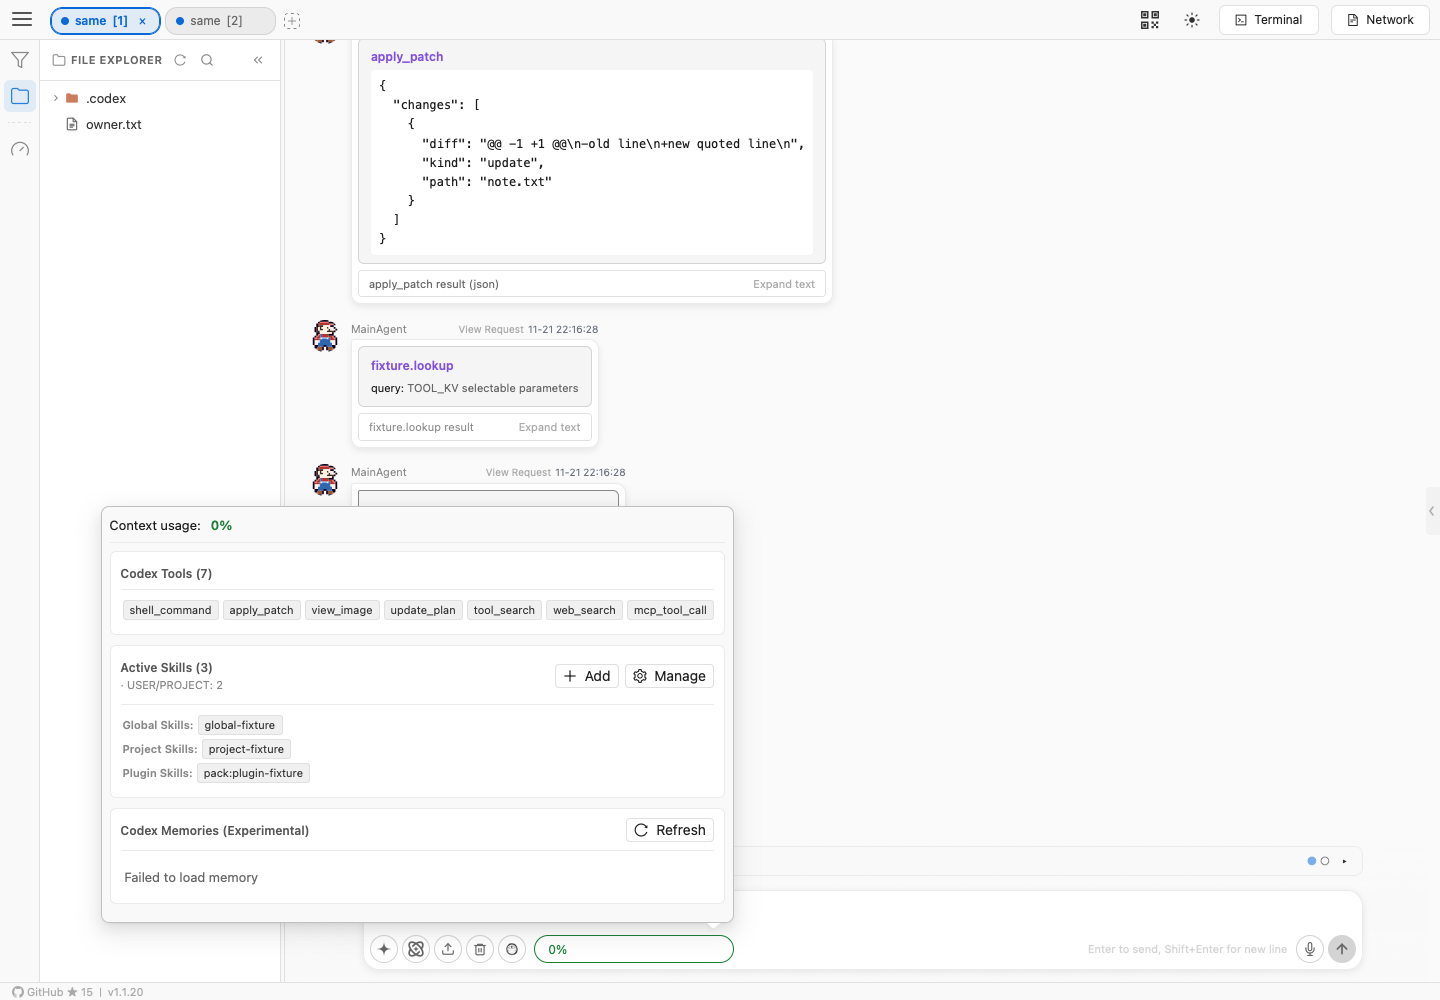 same [1] ×
same [2]
Terminal
Network
FILE EXPLORER
.codex
owner.txt
apply_patch
{
"changes": [
{
"diff": "@@ -1 +1 @@\n-old line\n+new quoted line\n",
"kind": "update",
"path": "note.txt"
}
]
}
apply_patch result (json)
Expand text
MainAgent
View Request 11-21 22:16:28
fixture.lookup
query: TOOL_KV selectable parameters
fixture.lookup result
Expand text
MainAgent
View Request 11-21 22:16:28
Context usage: 0%
Codex Tools (7)
shell_command apply_patch view_image update_plan tool_search web_search mcp_tool_call
Active Skills (3)
· USER/PROJECT: 2
Add
Manage
Global Skills: global-fixture
Project Skills: project-fixture
Plugin Skills: pack:plugin-fixture
Codex Memories (Experimental)
Refresh
Failed to load memory
0%
Enter to send, Shift+Enter for new line
GitHub ★ 15 | v1.1.20